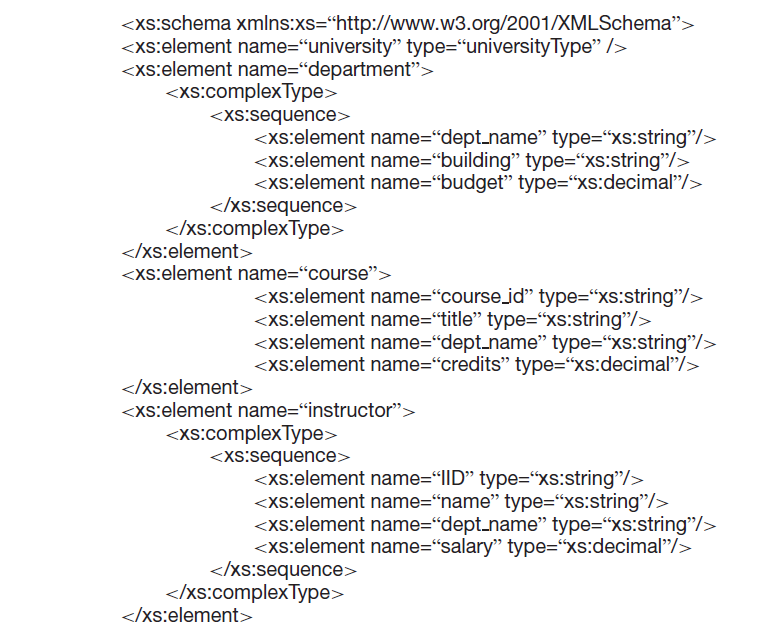 <xs:schema xmlns:xs=“http://www.w3.org/2001/XMLSchema”>
<xs:element name=“university” type=“universityType” />
<xs:element name=“department”>
<xs:complexType>
<xs:sequence>
<xs:element name=“dept_name” type=“xs:string”/>
<xs:element name=“building” type=“xs:string”/>
<xs:element name=“budget” type=“xs:decimal”/>
</xs:sequence>
</xs:complexType>
</xs:element>
<xs:element name=“course”>
<xs:element name=“course_id” type=“xs:string”/>
<xs:element name=“title” type=“xs:string”/>
<xs:element name=“dept_name” type=“xs:string”/>
<xs:element name=“credits” type=“xs:decimal”/>
</xs:element>
<xs:element name=“instructor”>
<xs:complexType>
<xs:sequence>
<xs:element name=“IID” type=“xs:string”/>
<xs:element name=“name” type=“xs:string”/>
<xs:element name=“dept_name” type=“xs:string”/>
<xs:element name=“salary” type=“xs:decimal”/>
</xs:sequence>
</xs:complexType>
</xs:element>